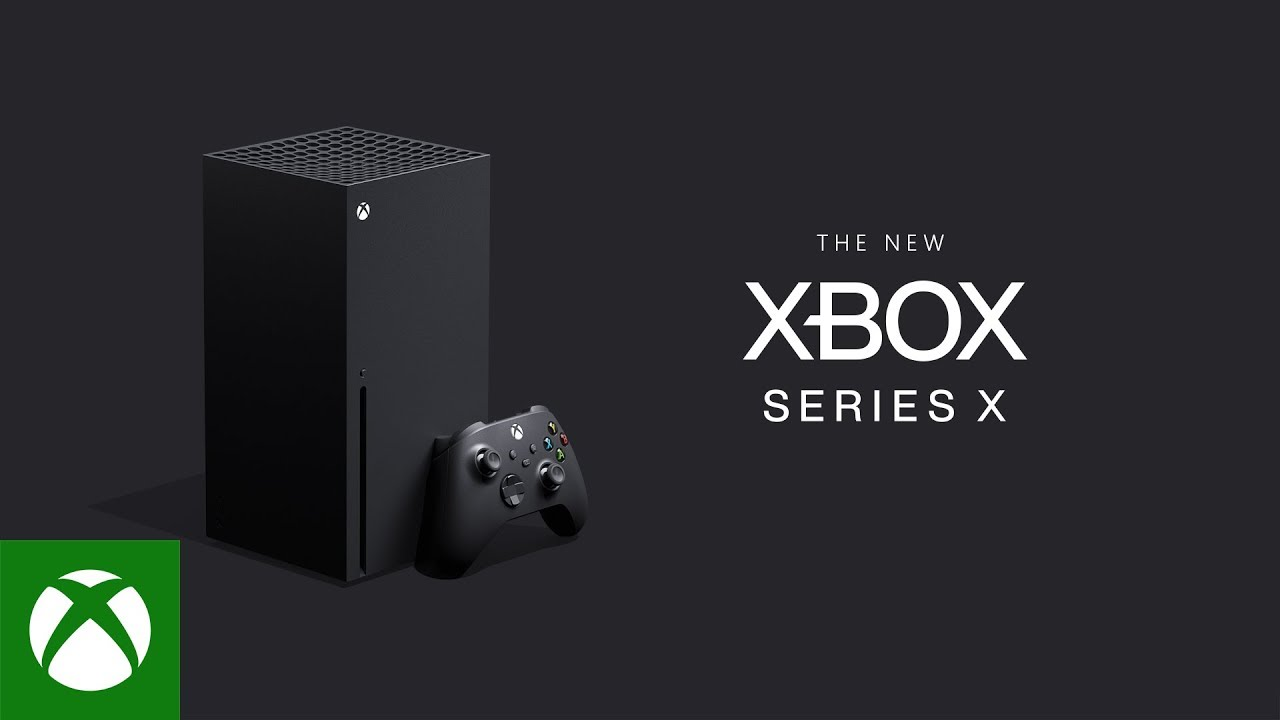 THE NEW
XBOX
SERIES X
Y
X
B
A